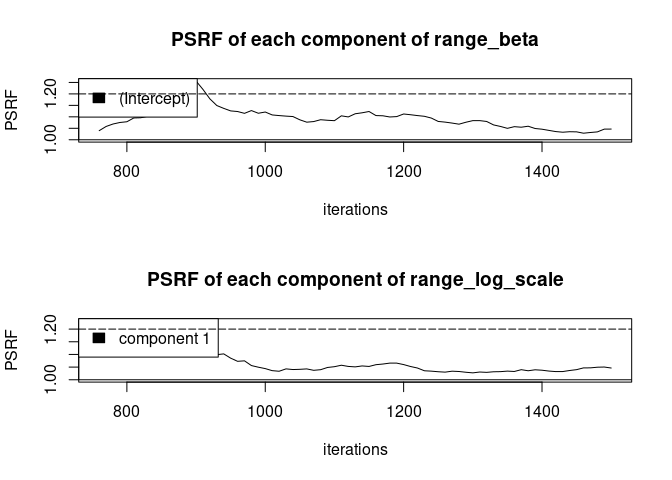 PSRF of each component of range_beta
PSRF
1.20
1.00
(Intercept)
800 1000 1200 1400
iterations
PSRF of each component of range_log_scale
PSRF
1.20
1.00
component 1
800 1000 1200 1400
iterations